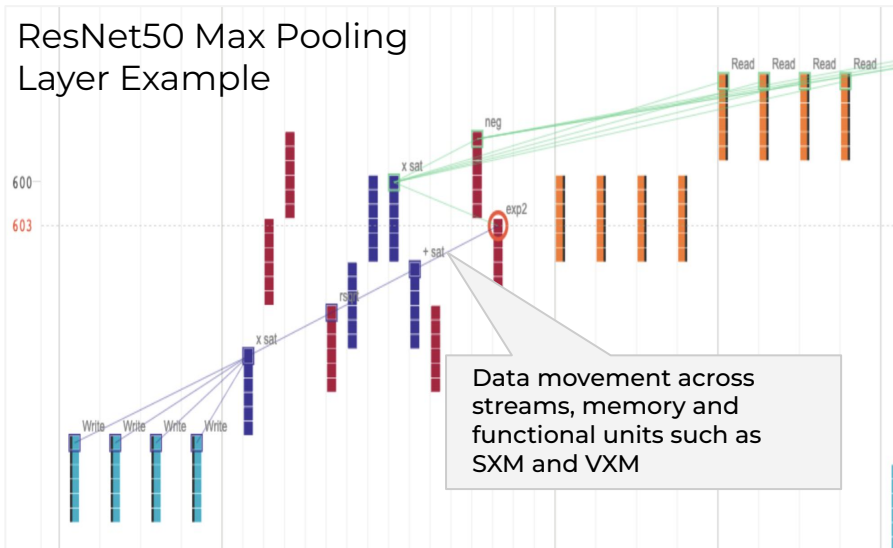 ResNet50 Max Pooling
Layer Example
Read Read Read Read
neg
x sat
600
exp2
603
+ sat
x sat
Data movement across
streams, memory and
functional units such as
SXM and VXM
Write Write Write Write